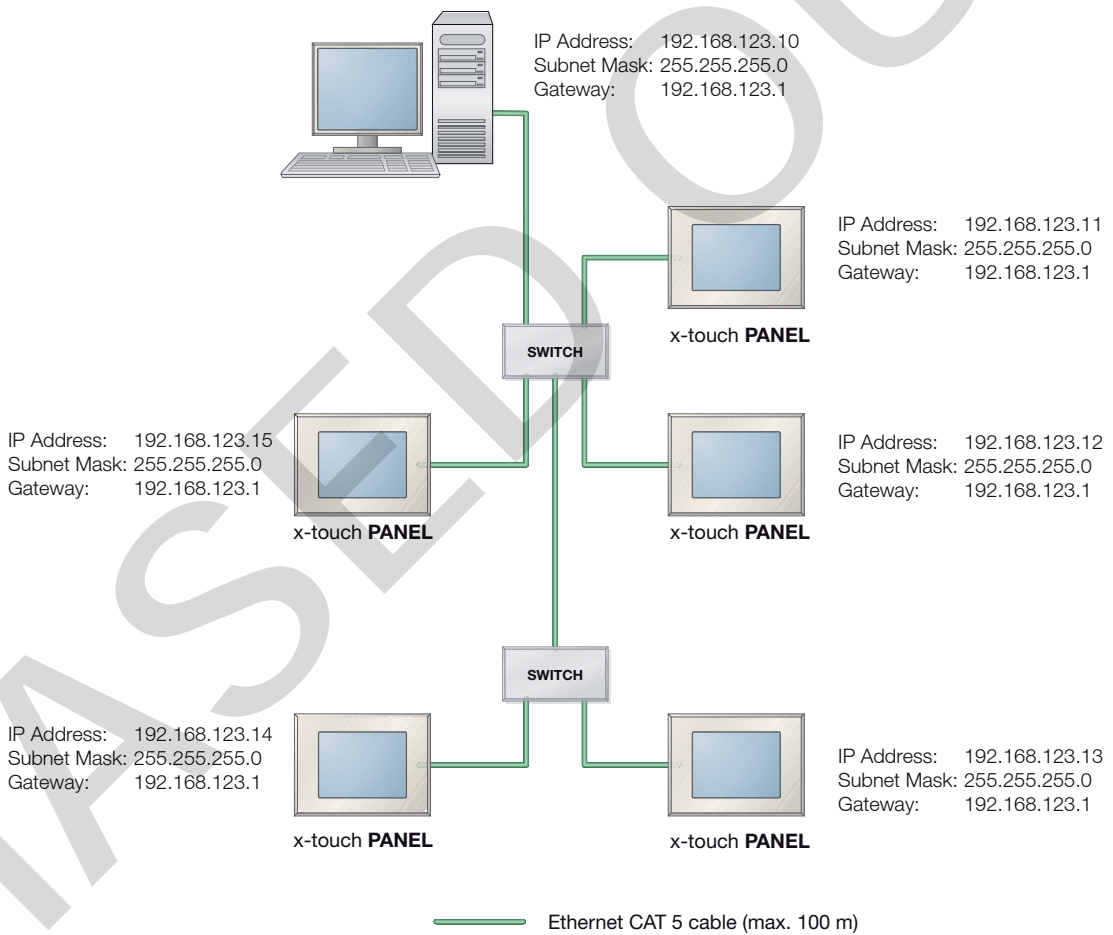 IP Address: 192.168.123.10
Subnet Mask: 255.255.255.0
Gateway: 192.168.123.1
IP Address: 192.168.123.11
Subnet Mask: 255.255.255.0
Gateway: 192.168.123.1
x-touch PANEL
SWITCH
IP Address: 192.168.123.15
Subnet Mask: 255.255.255.0
Gateway: 192.168.123.1
x-touch PANEL
IP Address: 192.168.123.12
Subnet Mask: 255.255.255.0
Gateway: 192.168.123.1
x-touch PANEL
SWITCH
IP Address: 192.168.123.14
Subnet Mask: 255.255.255.0
Gateway: 192.168.123.1
x-touch PANEL
IP Address: 192.168.123.13
Subnet Mask: 255.255.255.0
Gateway: 192.168.123.1
x-touch PANEL
Ethernet CAT 5 cable (max. 100 m)